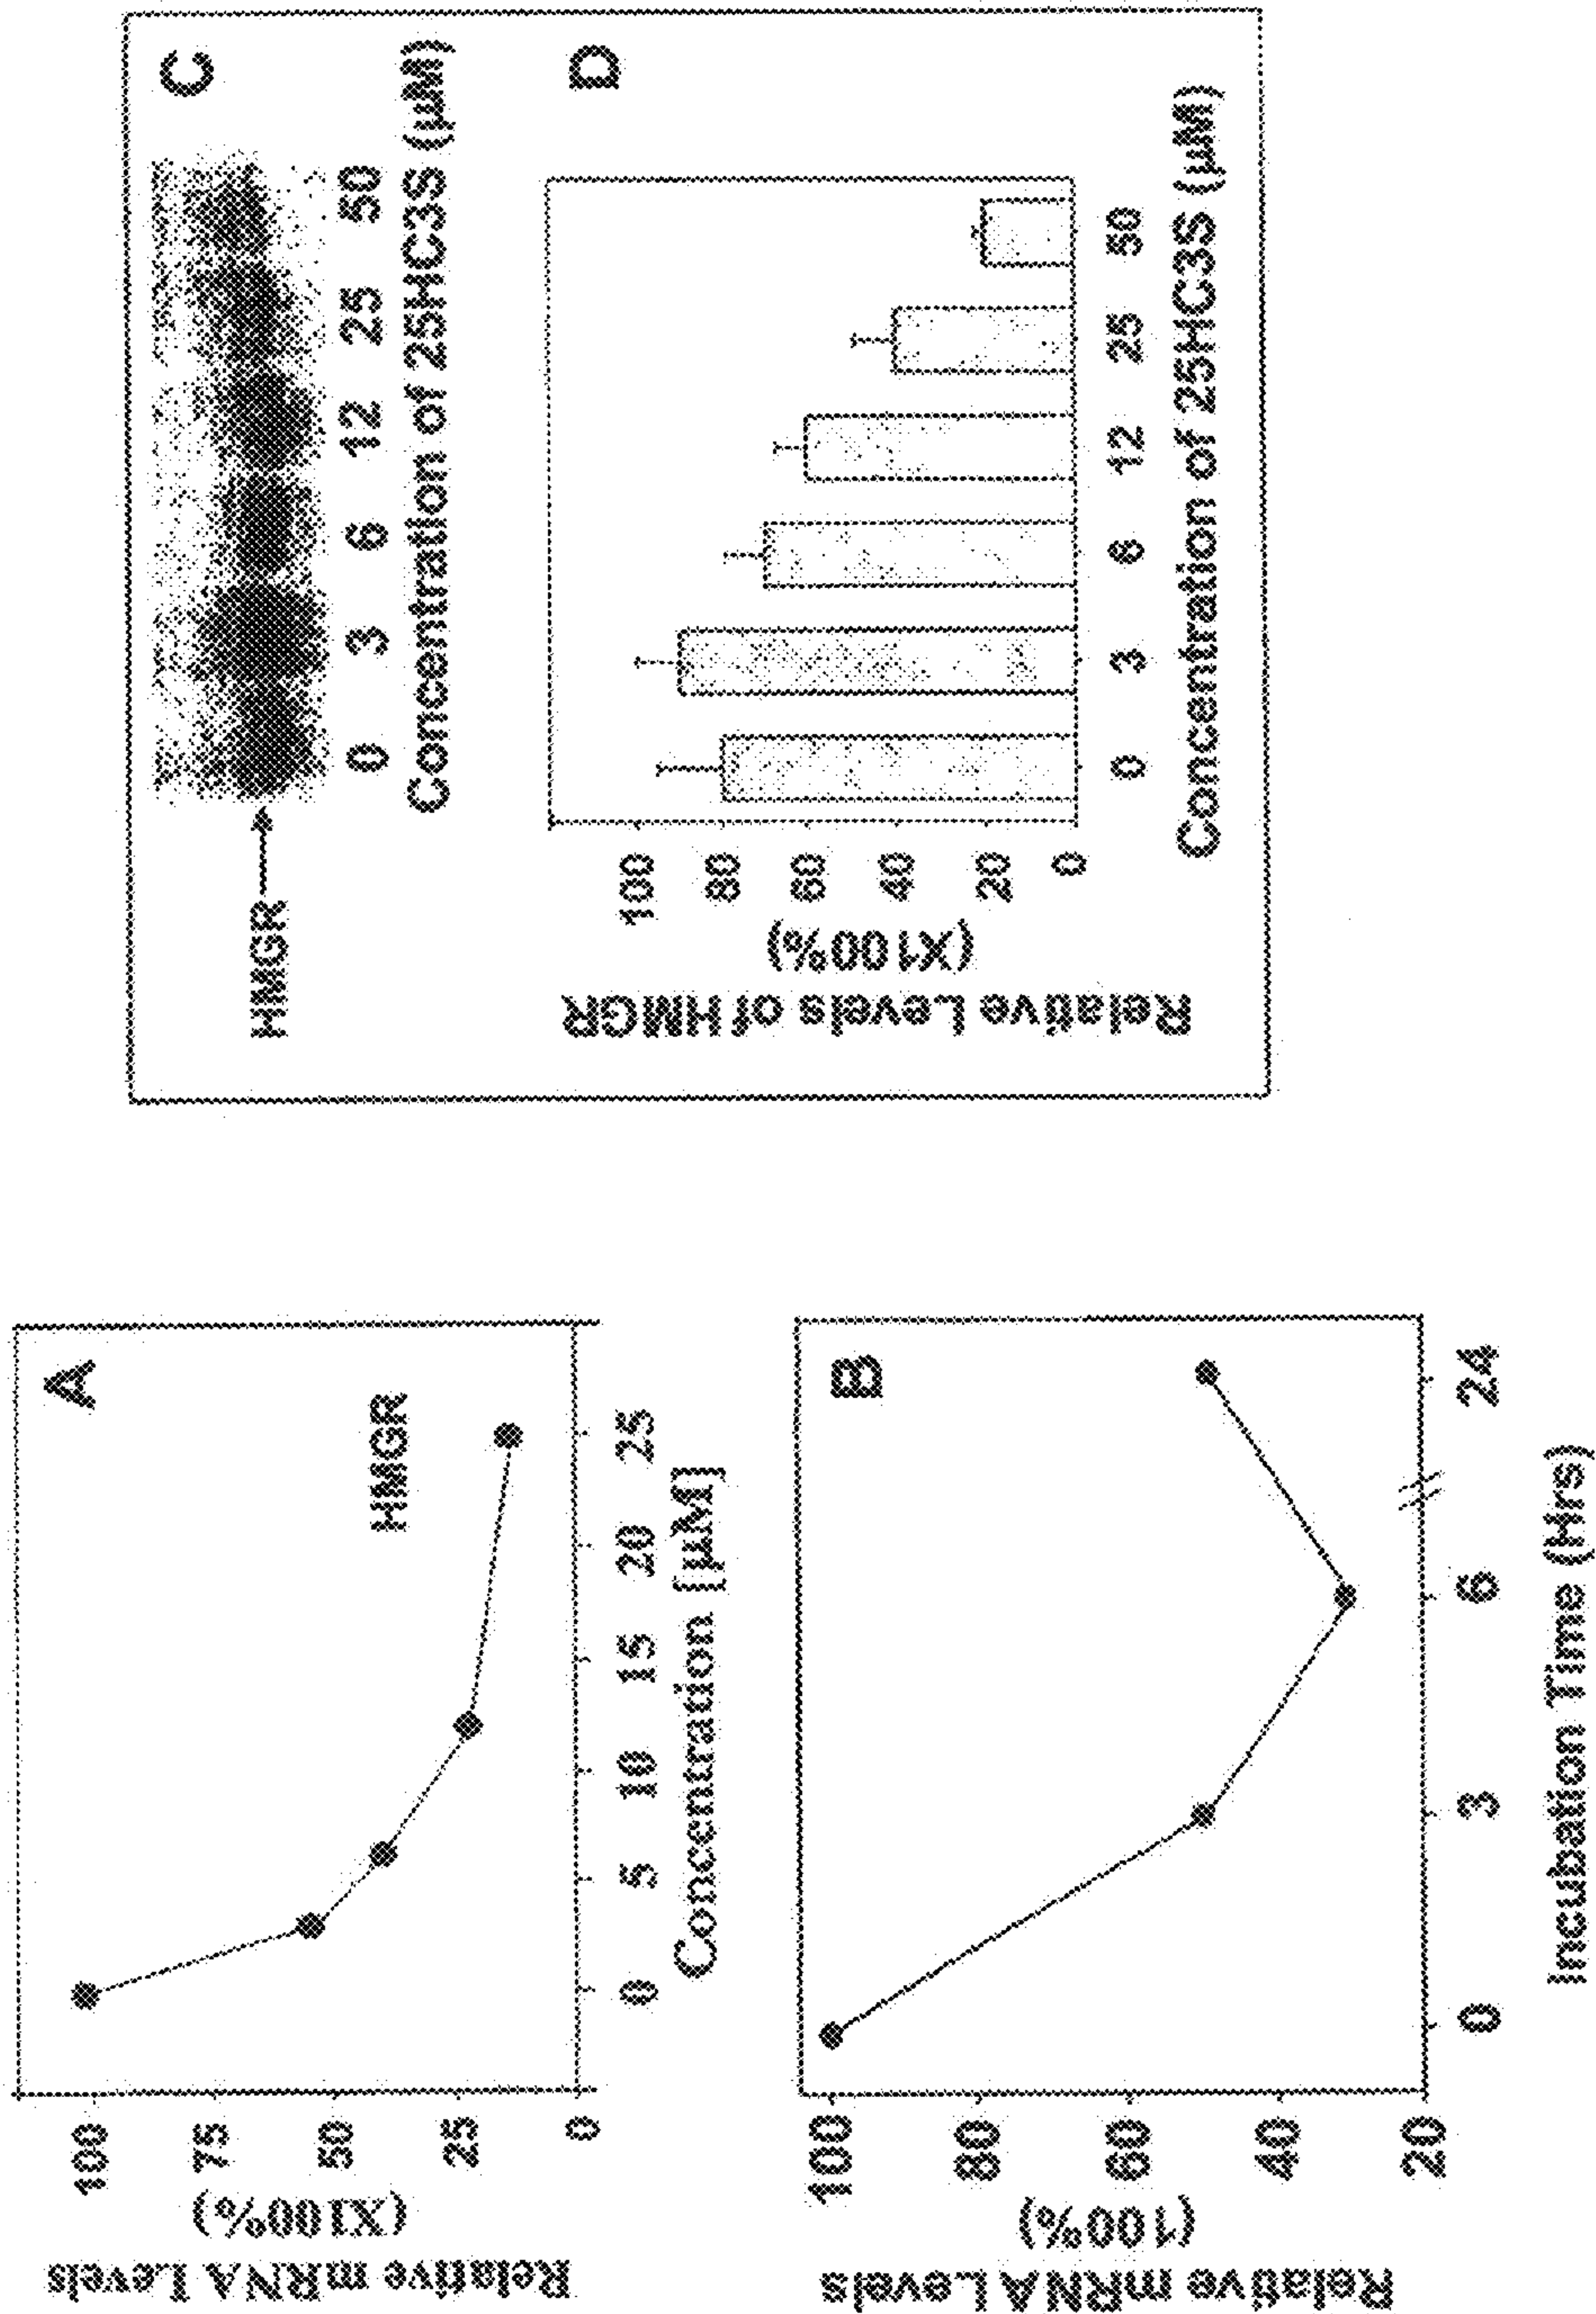 A
HMGR
100
75
50
25
0
Relative mRNA Levels
(X100%)
0 5 10 15 20 25
Concentration [µM]
B
100
80
60
40
20
Relative mRNA Levels
(100%)
0 3 6 24
Incubation Time (Hrs)
C
HMGR
0 3 6 12 25 50
Concentration of 25HC3S (µM)
D
100
80
60
40
20
0
Relative Levels of HMGR
(X100%)
0 3 6 12 25 50
Concentration of 25HC3S (µM)